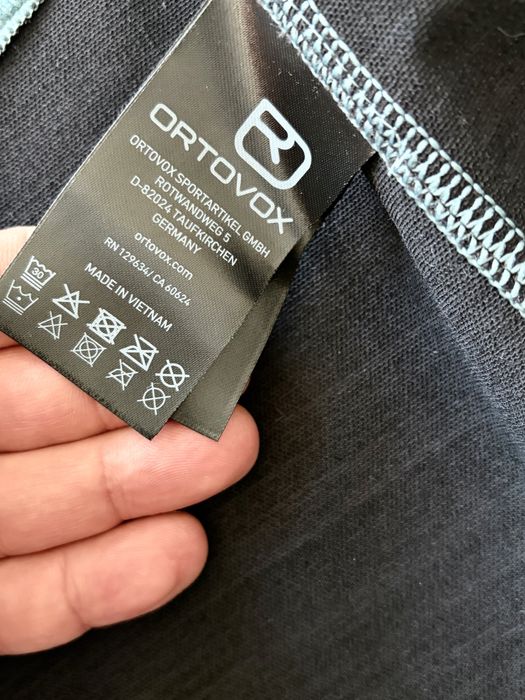 ORTOVOX
ORTOVOX SPORTARTIKEL GMBH
ROTWANDWEG 5
D-82024 TAUFKIRCHEN
GERMANY
ortovox.com
RN 129634/ CA 60624
MADE IN VIETNAM
30